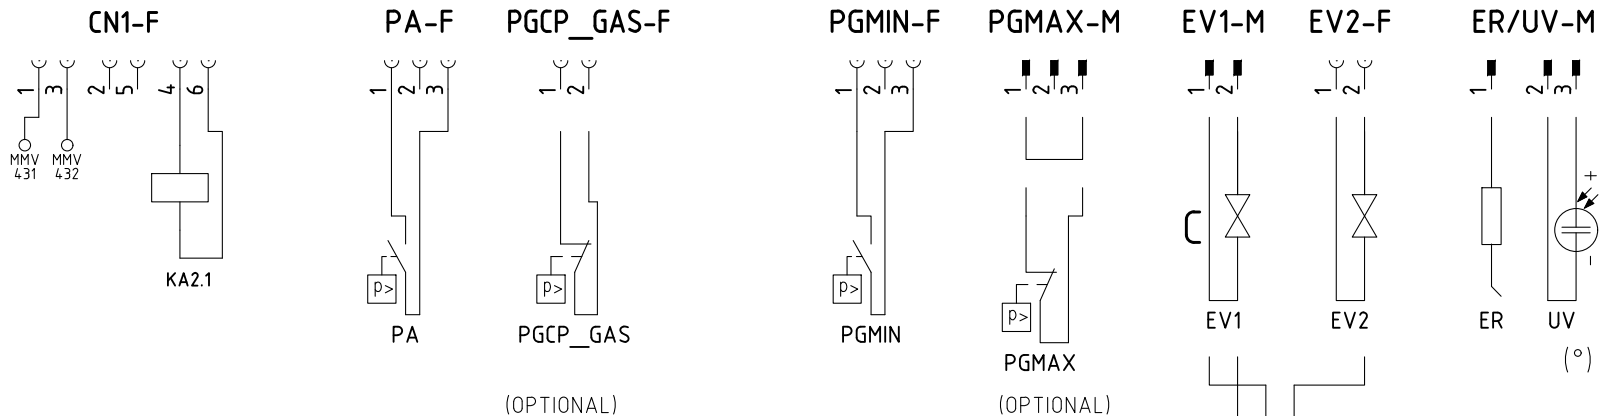 CN1-F PA-F PGCP_GAS-F PGMIN-F PGMAX-M EV1-M EV2-F ER/UV-M
1 3 2 5 4 6 1 2 3 1 2 1 2 3 1 2 3 1 2 1 2 1 2 3
MMV 431
MMV 432
+
-
KA2.1
p> p> p> p>
PA PGCP_GAS PGMIN PGMAX EV1 EV2 ER UV
(°)
(OPTIONAL) (OPTIONAL)